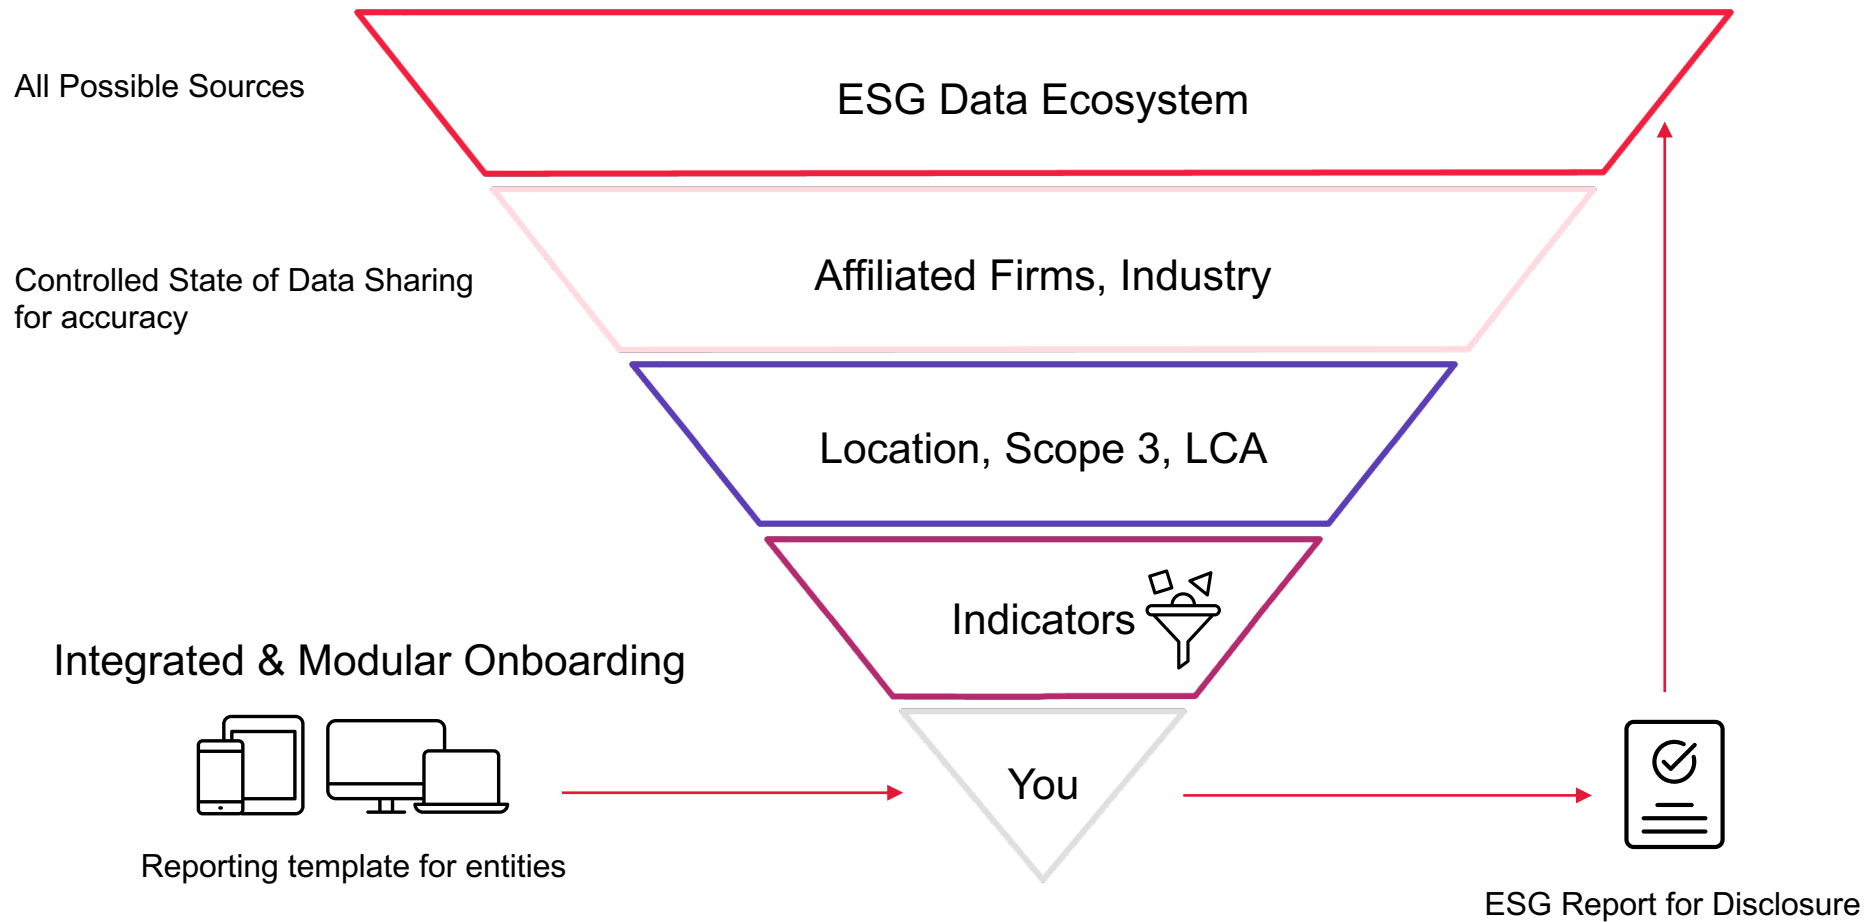 All Possible Sources
ESG Data Ecosystem
Controlled State of Data Sharing
for accuracy
Affiliated Firms, Industry
Location, Scope 3, LCA
Indicators
Integrated & Modular Onboarding
You
Reporting template for entities
ESG Report for Disclosure